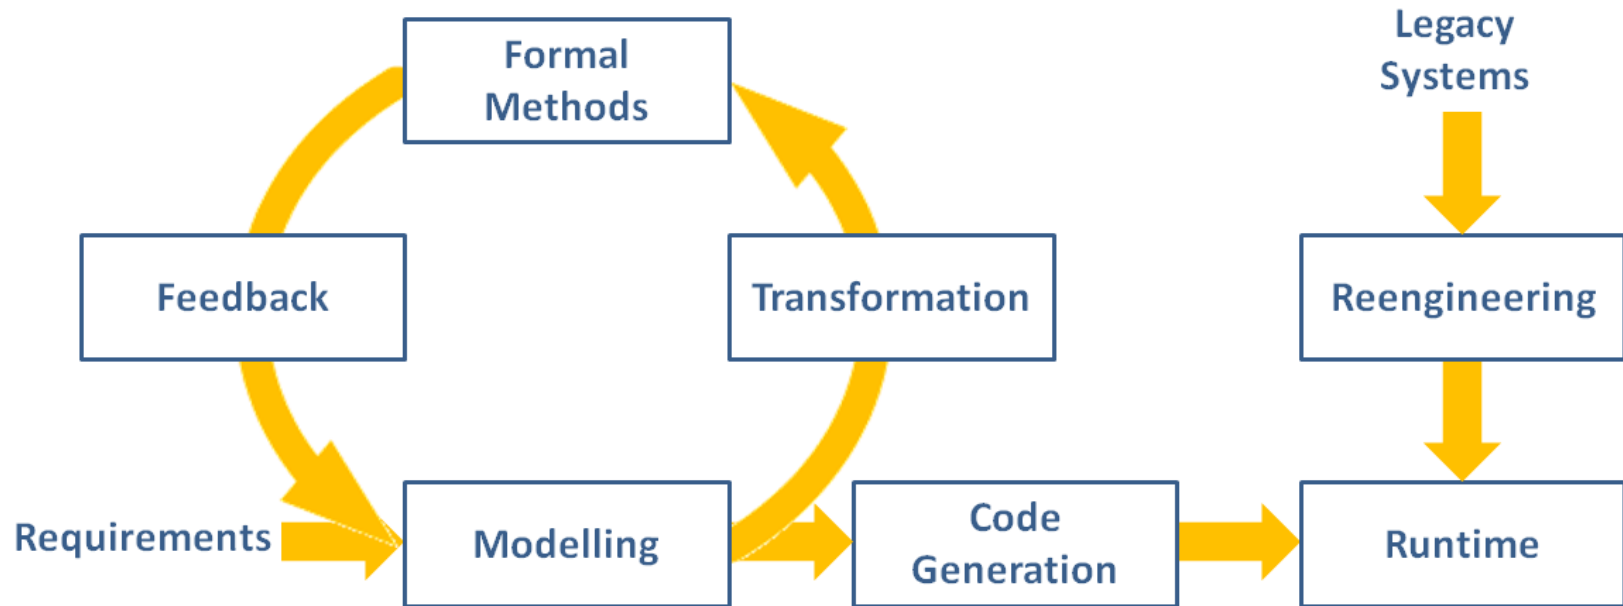 Formal
Methods
Legacy
Systems
Feedback
Transformation
Reengineering
Requirements
Modelling
Code
Generation
Runtime